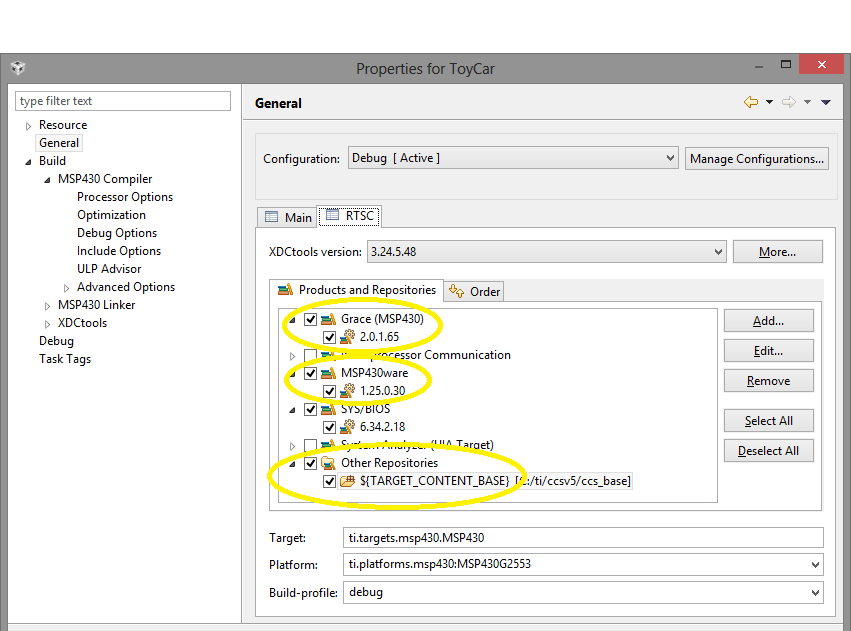 Properties for ToyCar
type filter text
Resource
General
Build
MSP430 Compiler
Processor Options
Optimization
Debug Options
Include Options
ULP Advisor
Advanced Options
MSP430 Linker
XDCtools
Debug
Task Tags
General
Configuration: Debug [ Active ] Manage Configurations...
Main RTSC
XDCtools version: 3.24.5.48 More...
Products and Repositories Order
Grace (MSP430)
2.0.1.65
processor Communication
MSP430ware
1.25.0.30
SYS/BIOS
6.34.2.18
System Analyzer (UIA Target)
Other Repositories
${TARGET_CONTENT_BASE} [C:/ti/ccsv5/ccs_base]
Add...
Edit...
Remove
Select All
Deselect All
Target: ti.targets.msp430.MSP430
Platform: ti.platforms.msp430:MSP430G2553
Build-profile: debug